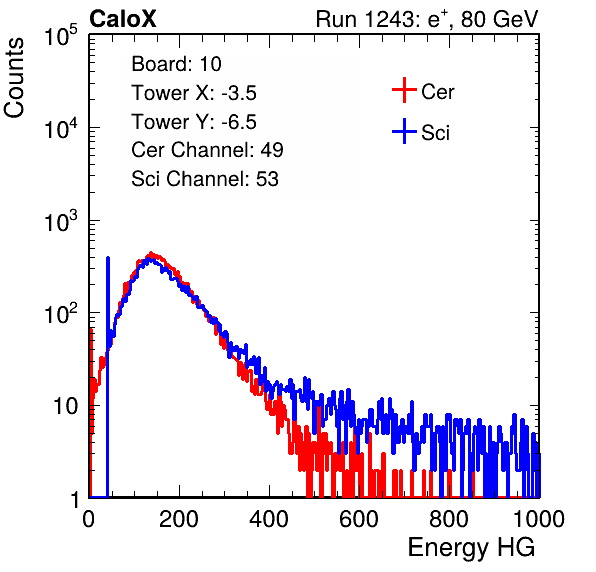 CaloX Run 1243: e⁺, 80 GeV
Counts
10⁵
10⁴
10³
10²
10
1
Board: 10
Tower X: -3.5
Tower Y: -6.5
Cer Channel: 49
Sci Channel: 53
Cer
Sci
0 200 400 600 800 1000
Energy HG